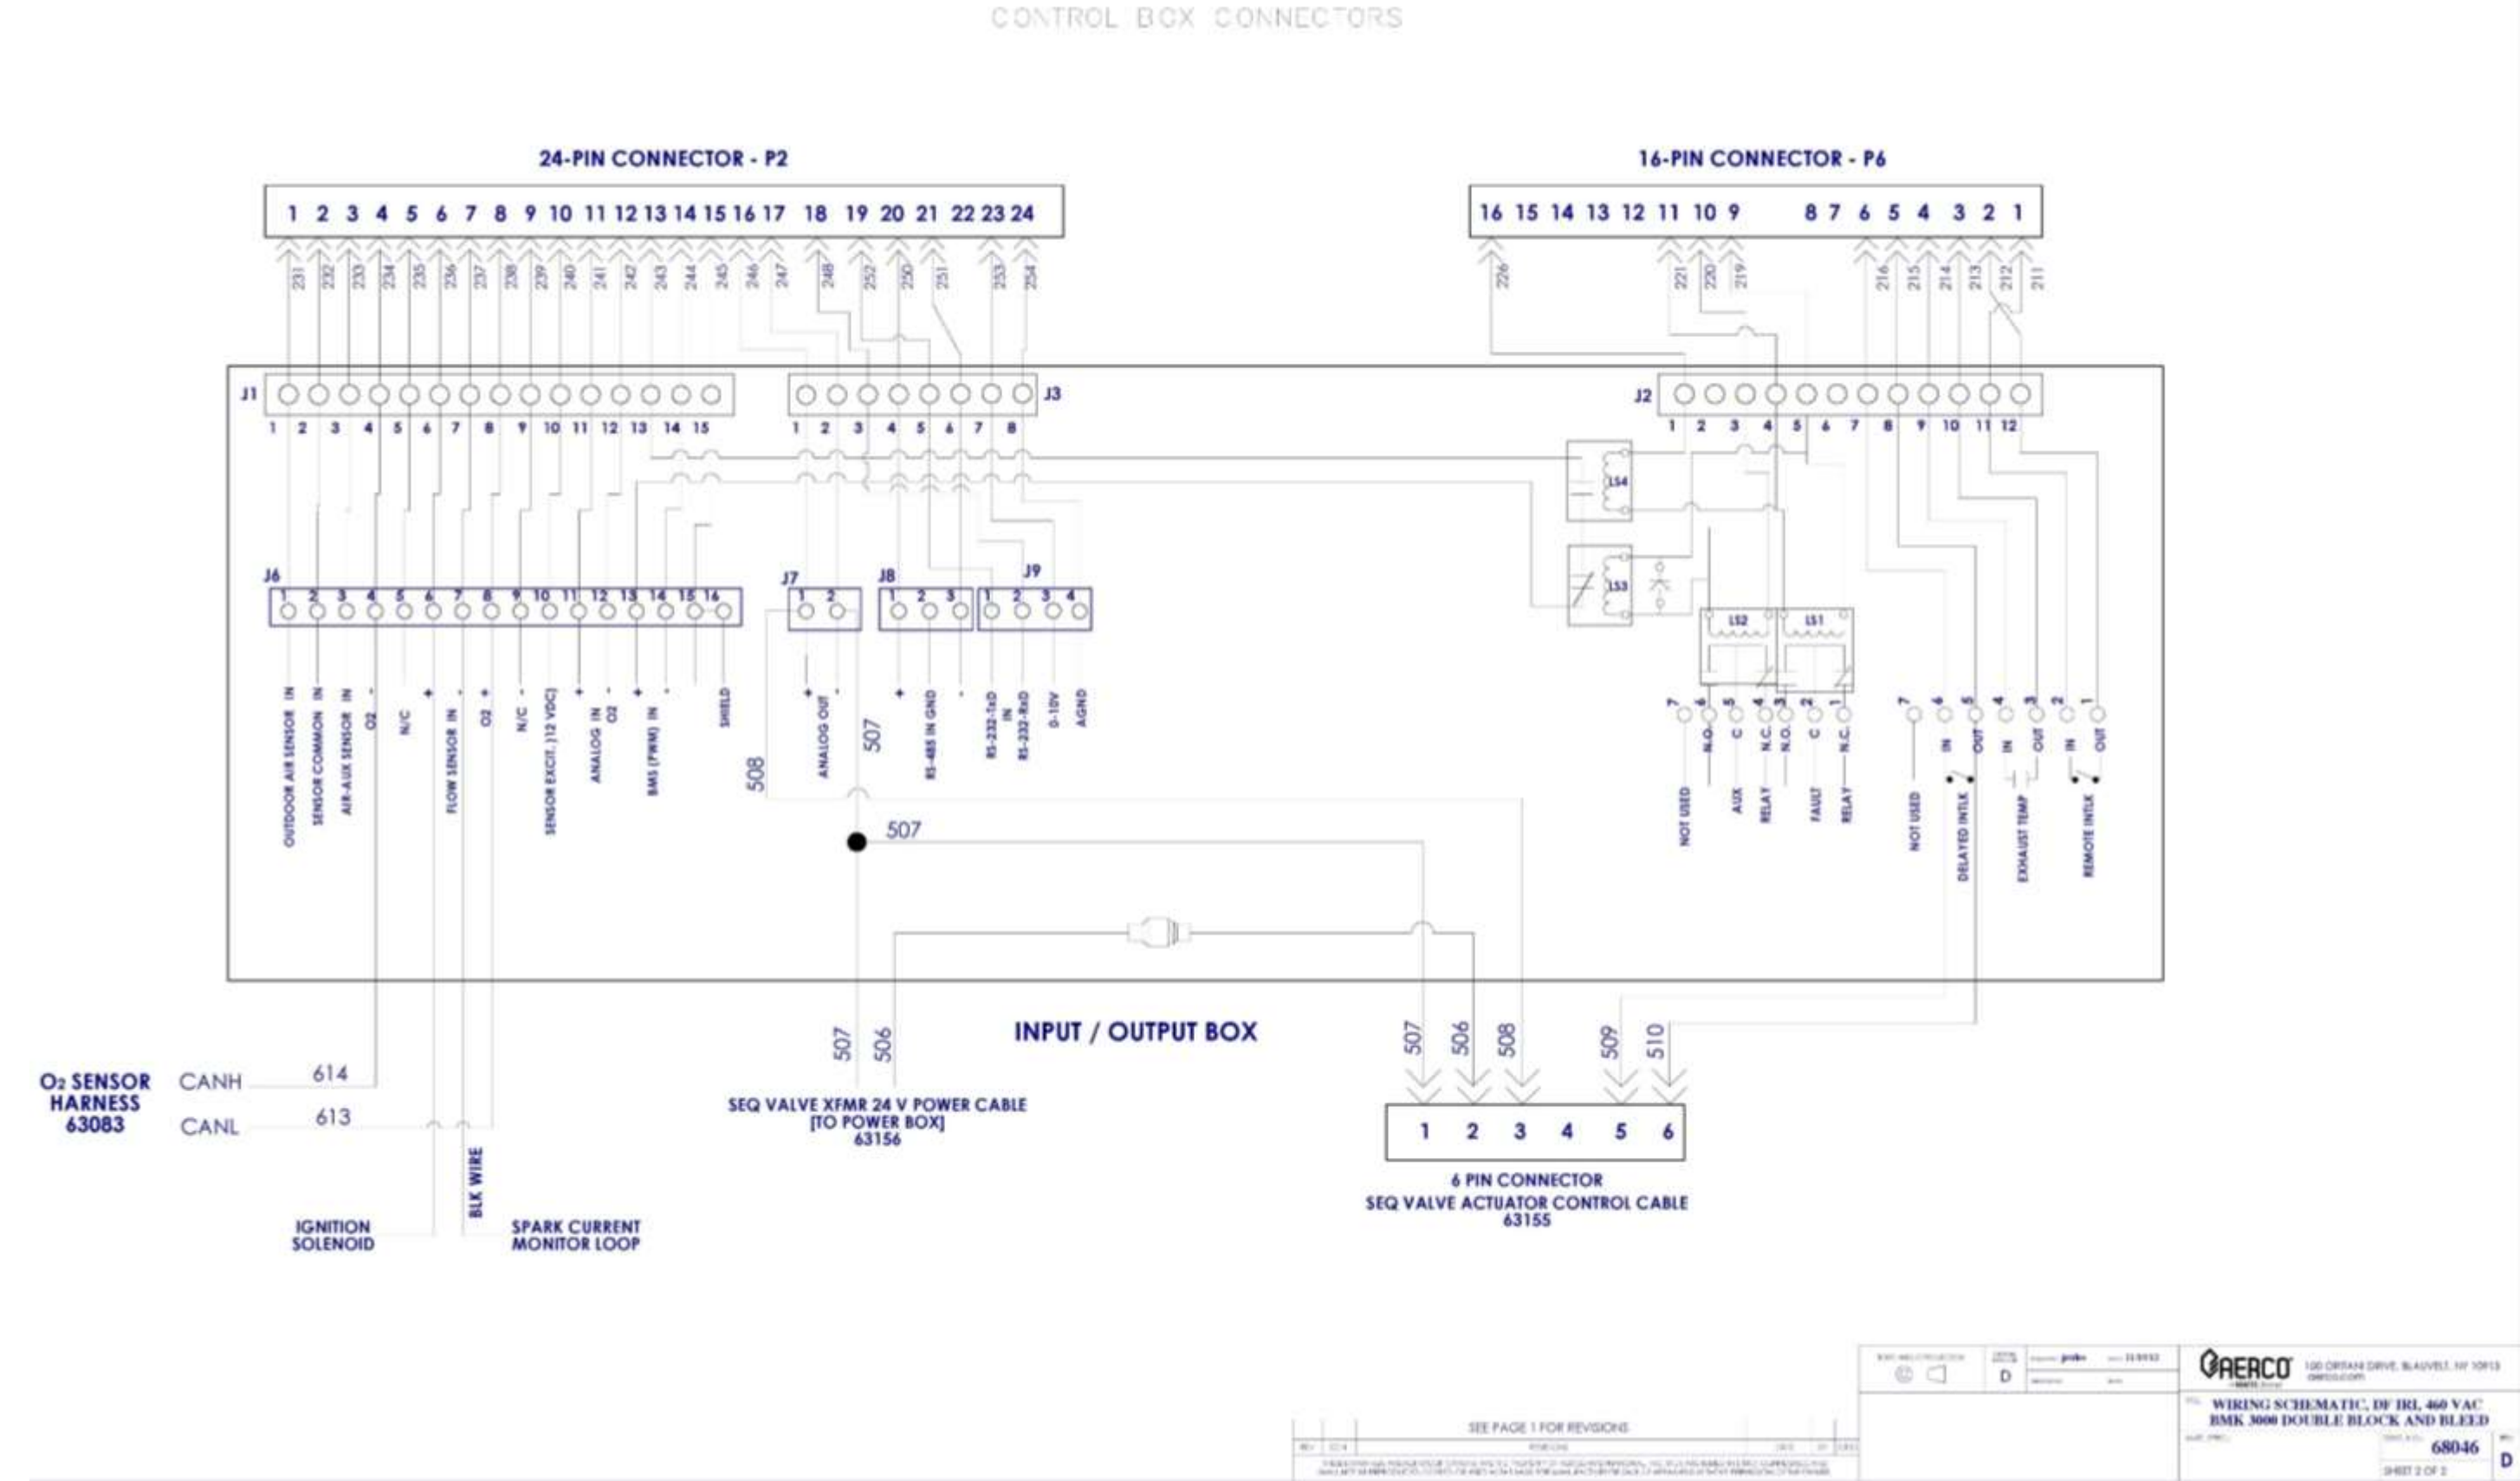 CONTROL BOX CONNECTORS
24-PIN CONNECTOR - P2
16-PIN CONNECTOR - P6
1 2 3 4 5 6 7 8 9 10 11 12 13 14 15 16 17 18 19 20 21 22 23 24
16 15 14 13 12 11 10 9 8 7 6 5 4 3 2 1
231 232 233 234 235 236 237 238 239 240 241 242 243 244 245 246 247 248 252 250 251 253 254
226 221 220 219 216 215 214 213 212 211
J1
J3
J2
1 2 3 4 5 6 7 8 9 10 11 12 13 14 15
1 2 3 4 5 6 7 8
1 2 3 4 5 6 7 8 9 10 11 12
LS4
LS3
LS2
LS1
J6
J7
J8
J9
1 2 3 4 5 6 7 8 9 10 11 12 13 14 15 16
1 2
1 2 3
1 2 3 4
OUTDOOR AIR SENSOR IN
SENSOR COMMON IN
AIR-AUX SENSOR IN
O2 -
N/C
+
FLOW SENSOR IN -
O2 +
N/C -
SENSOR EXCIT. )12 VDC)
ANALOG IN +
O2 -
BMS (PWM) IN +
-
SHIELD
+
ANALOG OUT
-
507
508
+
RS-485 IN GND
-
RS-232-TxD
IN
RS-232-RxD
0-10V
AGND
7 6 5 4 3 2 1
N.O. C N.C. N.O. C N.C.
NOT USED
AUX
RELAY
FAULT
RELAY
7 6 5 4 3 2 1
IN OUT IN OUT IN OUT
NOT USED
DELAYED INTLK
EXHAUST TEMP
REMOTE INTLK
507
INPUT / OUTPUT BOX
507 506
507 506 508 509 510
O2 SENSOR
HARNESS
63083
CANH 614
CANL 613
SEQ VALVE XFMR 24 V POWER CABLE
[TO POWER BOX]
63156
1 2 3 4 5 6
6 PIN CONNECTOR
SEQ VALVE ACTUATOR CONTROL CABLE
63155
BLK WIRE
IGNITION
SOLENOID
SPARK CURRENT
MONITOR LOOP
SEE PAGE 1 FOR REVISIONS
D
AERCO
100 ORITANI DRIVE, BLAUVELT, NY 10913
aerco.com
WIRING SCHEMATIC, DF IRI, 460 VAC
BMK 3000 DOUBLE BLOCK AND BLEED
68046
D
SHEET 2 OF 2